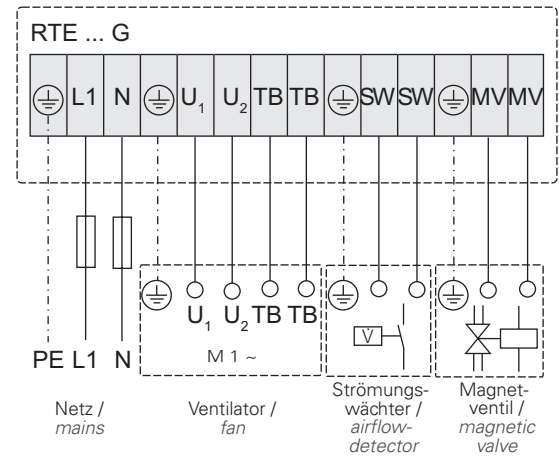 RTE ... G
L1 N U₁ U₂ TB TB SW SW MV MV
U₁ U₂ TB TB
V̇
M 1 ~
PE L1 N
Netz /
mains
Ventilator /
fan
Strömungs-
wächter /
airflow-
detector
Magnet-
ventil /
magnetic
valve